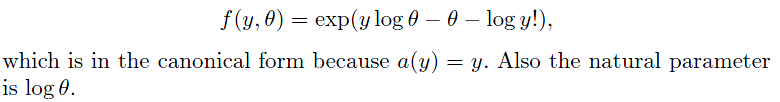 f(y, θ) = exp(y log θ − θ − log y!),
which is in the canonical form because a(y) = y. Also the natural parameter
is log θ.